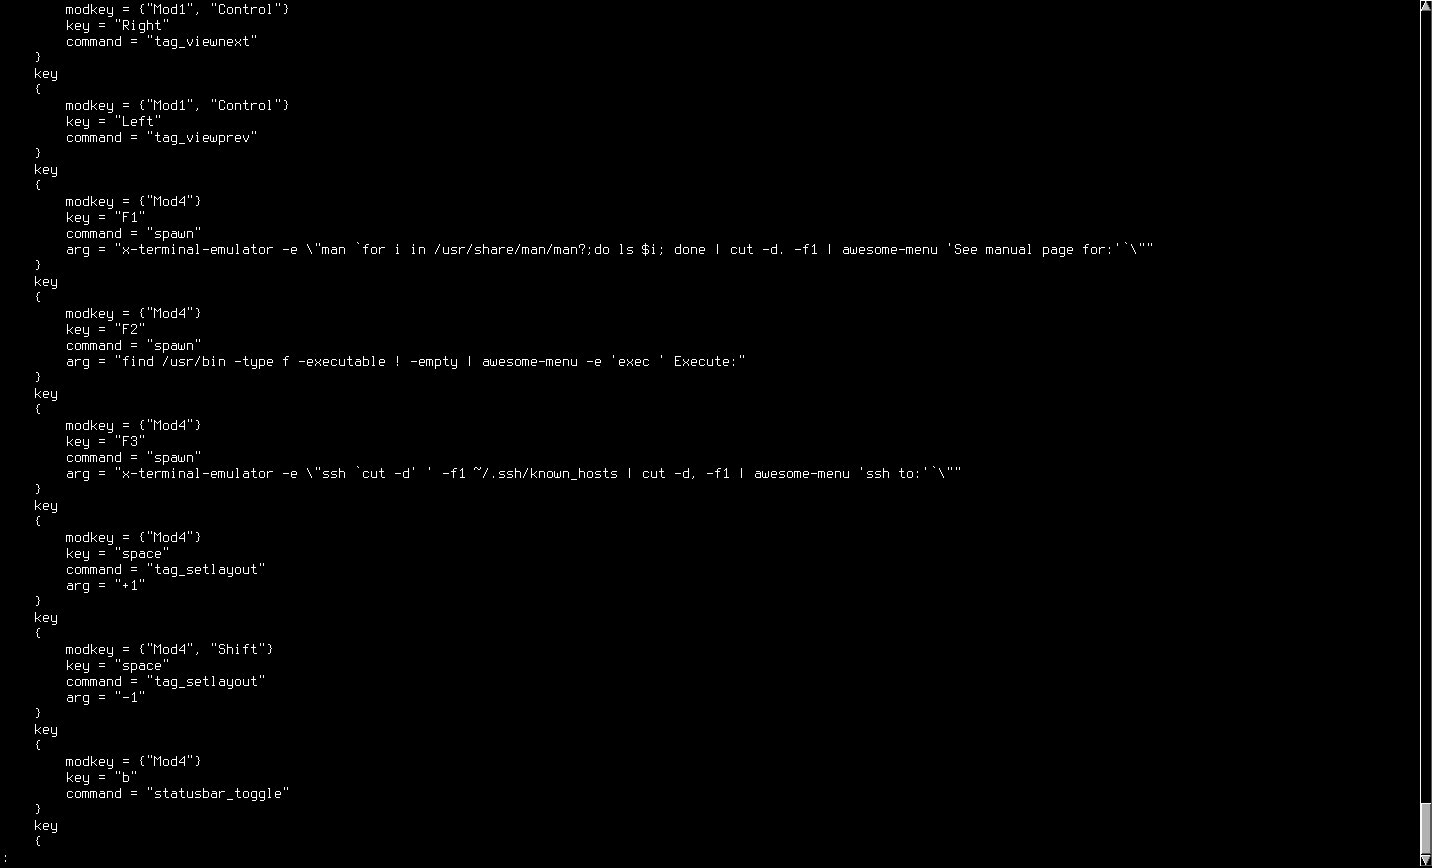 modkey = {"Mod1", "Control"}
        key = "Right"
        command = "tag_viewnext"
    }
    key
    {
        modkey = {"Mod1", "Control"}
        key = "Left"
        command = "tag_viewprev"
    }
    key
    {
        modkey = {"Mod4"}
        key = "F1"
        command = "spawn"
        arg = "x-terminal-emulator -e \"man `for i in /usr/share/man/man?;do ls $i; done | cut -d. -f1 | awesome-menu 'See manual page for:'`\""
    }
    key
    {
        modkey = {"Mod4"}
        key = "F2"
        command = "spawn"
        arg = "find /usr/bin -type f -executable ! -empty | awesome-menu -e 'exec ' Execute:"
    }
    key
    {
        modkey = {"Mod4"}
        key = "F3"
        command = "spawn"
        arg = "x-terminal-emulator -e \"ssh `cut -d' ' -f1 ~/.ssh/known_hosts | cut -d, -f1 | awesome-menu 'ssh to:'`\""
    }
    key
    {
        modkey = {"Mod4"}
        key = "space"
        command = "tag_setlayout"
        arg = "+1"
    }
    key
    {
        modkey = {"Mod4", "Shift"}
        key = "space"
        command = "tag_setlayout"
        arg = "-1"
    }
    key
    {
        modkey = {"Mod4"}
        key = "b"
        command = "statusbar_toggle"
    }
    key
    {
: